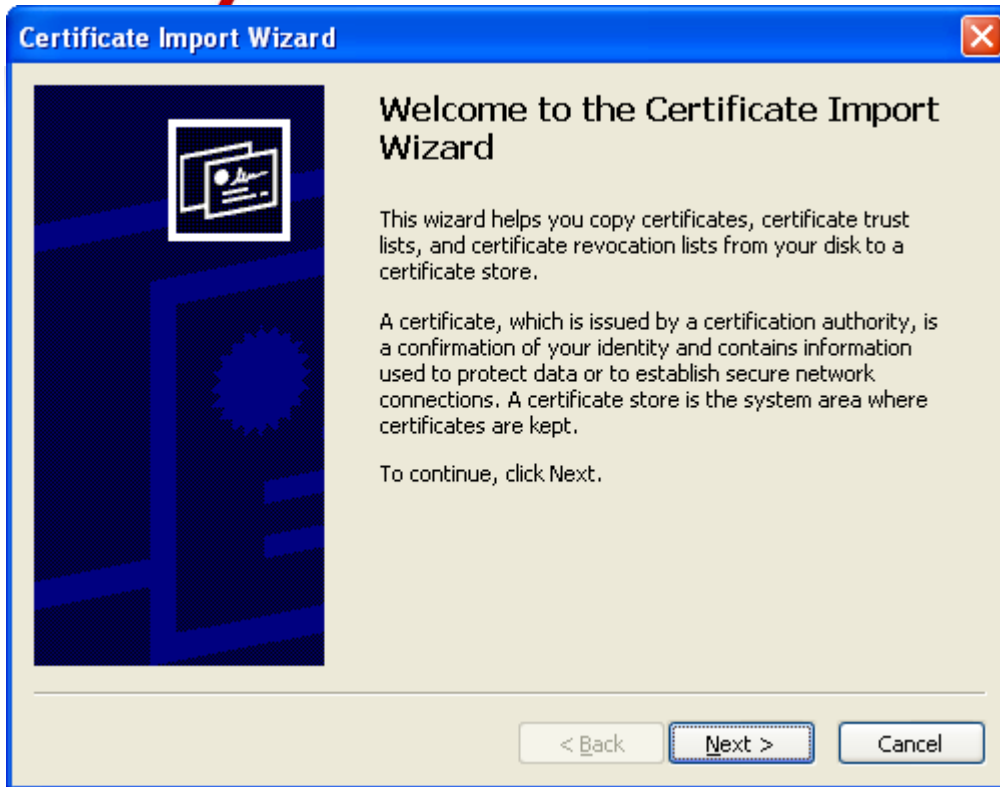 Certificate Import Wizard
Welcome to the Certificate Import
Wizard
This wizard helps you copy certificates, certificate trust
lists, and certificate revocation lists from your disk to a
certificate store.
A certificate, which is issued by a certification authority, is
a confirmation of your identity and contains information
used to protect data or to establish secure network
connections. A certificate store is the system area where
certificates are kept.
To continue, click Next.
< Back Next > Cancel